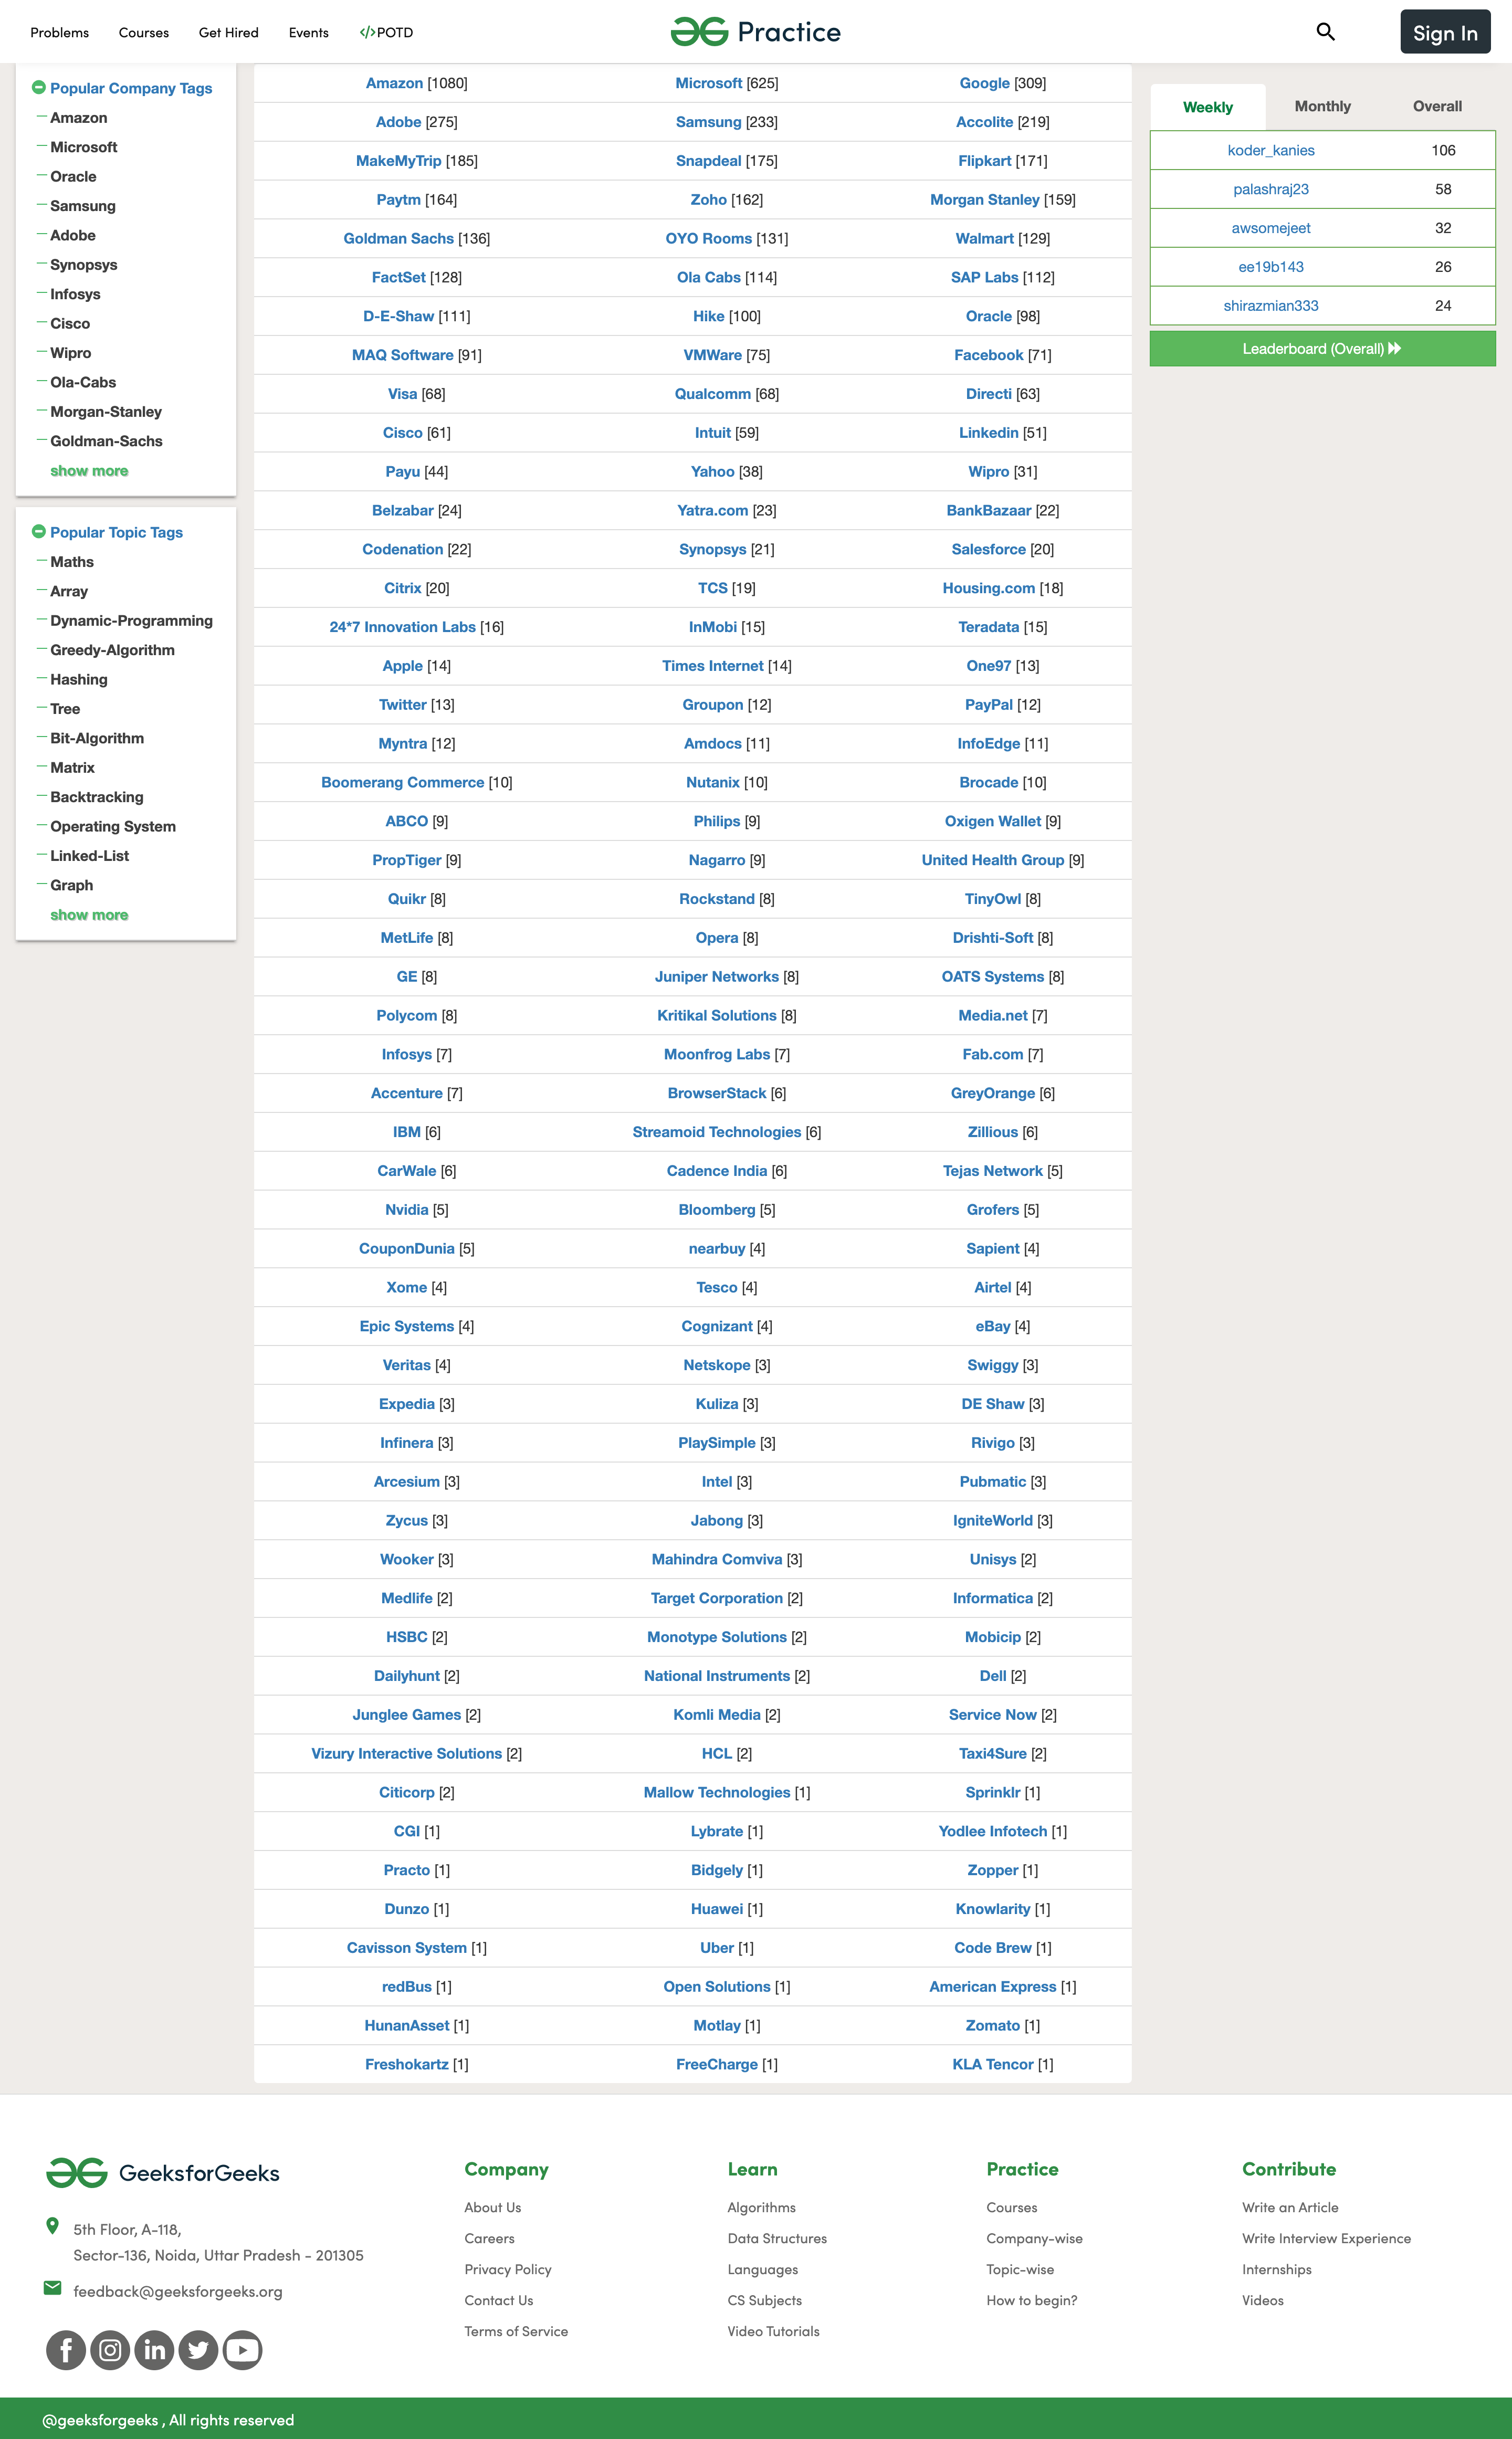 Problems Courses Get Hired Events </>POTD Practice Sign In
Popular Company Tags
Amazon
Microsoft
Oracle
Samsung
Adobe
Synopsys
Infosys
Cisco
Wipro
Ola-Cabs
Morgan-Stanley
Goldman-Sachs
show more
Popular Topic Tags
Maths
Array
Dynamic-Programming
Greedy-Algorithm
Hashing
Tree
Bit-Algorithm
Matrix
Backtracking
Operating System
Linked-List
Graph
show more
Amazon [1080] Microsoft [625] Google [309]
Adobe [275] Samsung [233] Accolite [219]
MakeMyTrip [185] Snapdeal [175] Flipkart [171]
Paytm [164] Zoho [162] Morgan Stanley [159]
Goldman Sachs [136] OYO Rooms [131] Walmart [129]
FactSet [128] Ola Cabs [114] SAP Labs [112]
D-E-Shaw [111] Hike [100] Oracle [98]
MAQ Software [91] VMWare [75] Facebook [71]
Visa [68] Qualcomm [68] Directi [63]
Cisco [61] Intuit [59] Linkedin [51]
Payu [44] Yahoo [38] Wipro [31]
Belzabar [24] Yatra.com [23] BankBazaar [22]
Codenation [22] Synopsys [21] Salesforce [20]
Citrix [20] TCS [19] Housing.com [18]
24*7 Innovation Labs [16] InMobi [15] Teradata [15]
Apple [14] Times Internet [14] One97 [13]
Twitter [13] Groupon [12] PayPal [12]
Myntra [12] Amdocs [11] InfoEdge [11]
Boomerang Commerce [10] Nutanix [10] Brocade [10]
ABCO [9] Philips [9] Oxigen Wallet [9]
PropTiger [9] Nagarro [9] United Health Group [9]
Quikr [8] Rockstand [8] TinyOwl [8]
MetLife [8] Opera [8] Drishti-Soft [8]
GE [8] Juniper Networks [8] OATS Systems [8]
Polycom [8] Kritikal Solutions [8] Media.net [7]
Infosys [7] Moonfrog Labs [7] Fab.com [7]
Accenture [7] BrowserStack [6] GreyOrange [6]
IBM [6] Streamoid Technologies [6] Zillious [6]
CarWale [6] Cadence India [6] Tejas Network [5]
Nvidia [5] Bloomberg [5] Grofers [5]
CouponDunia [5] nearbuy [4] Sapient [4]
Xome [4] Tesco [4] Airtel [4]
Epic Systems [4] Cognizant [4] eBay [4]
Veritas [4] Netskope [3] Swiggy [3]
Expedia [3] Kuliza [3] DE Shaw [3]
Infinera [3] PlaySimple [3] Rivigo [3]
Arcesium [3] Intel [3] Pubmatic [3]
Zycus [3] Jabong [3] IgniteWorld [3]
Wooker [3] Mahindra Comviva [3] Unisys [2]
Medlife [2] Target Corporation [2] Informatica [2]
HSBC [2] Monotype Solutions [2] Mobicip [2]
Dailyhunt [2] National Instruments [2] Dell [2]
Junglee Games [2] Komli Media [2] Service Now [2]
Vizury Interactive Solutions [2] HCL [2] Taxi4Sure [2]
Citicorp [2] Mallow Technologies [1] Sprinklr [1]
CGI [1] Lybrate [1] Yodlee Infotech [1]
Practo [1] Bidgely [1] Zopper [1]
Dunzo [1] Huawei [1] Knowlarity [1]
Cavisson System [1] Uber [1] Code Brew [1]
redBus [1] Open Solutions [1] American Express [1]
HunanAsset [1] Motlay [1] Zomato [1]
Freshokartz [1] FreeCharge [1] KLA Tencor [1]
Weekly Monthly Overall
koder_kanies 106
palashraj23 58
awsomejeet 32
ee19b143 26
shirazmian333 24
Leaderboard (Overall)
GeeksforGeeks
5th Floor, A-118,
Sector-136, Noida, Uttar Pradesh - 201305
feedback@geeksforgeeks.org
Company
About Us
Careers
Privacy Policy
Contact Us
Terms of Service
Learn
Algorithms
Data Structures
Languages
CS Subjects
Video Tutorials
Practice
Courses
Company-wise
Topic-wise
How to begin?
Contribute
Write an Article
Write Interview Experience
Internships
Videos
@geeksforgeeks , All rights reserved